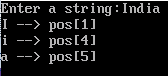 Enter a string:India
I --> pos[1]
i --> pos[4]
a --> pos[5]